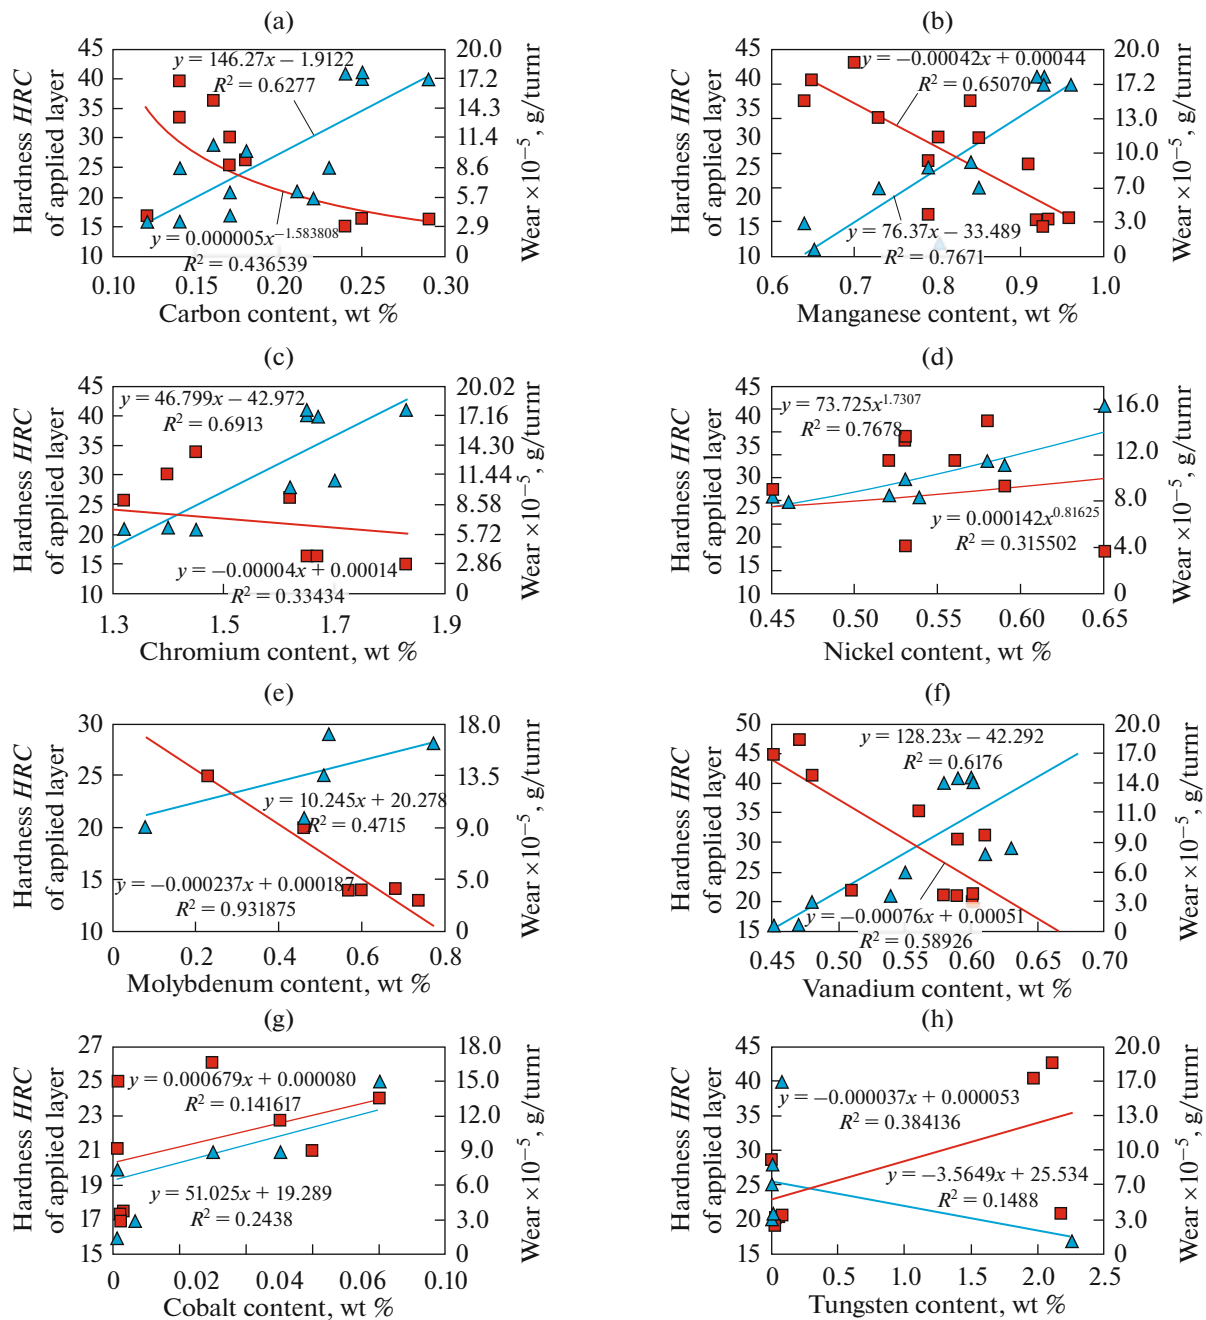 (a)
Hardness HRC
of applied layer
45
40
35
30
25
20
15
10
y = 146.27x – 1.9122
R² = 0.6277
y = 0.000005x^–1.583808
R² = 0.436539
20.0
17.2
14.3
11.4
8.6
5.7
2.9
0
Wear ×10⁻⁵, g/turnr
0.10 0.15 0.20 0.25 0.30
Carbon content, wt %
(b)
Hardness HRC
of applied layer
45
40
35
30
25
20
15
10
y = –0.00042x + 0.00044
R² = 0.65070
y = 76.37x – 33.489
R² = 0.7671
20.0
17.2
13.0
10.0
7.0
3.0
0
Wear ×10⁻⁵, g/turnr
0.6 0.7 0.8 0.9 1.0
Manganese content, wt %
(c)
Hardness HRC
of applied layer
45
40
35
30
25
20
15
10
y = 46.799x – 42.972
R² = 0.6913
y = –0.00004x + 0.00014
R² = 0.33434
20.02
17.16
14.30
11.44
8.58
5.72
2.86
0
Wear ×10⁻⁵, g/turnr
1.3 1.5 1.7 1.9
Chromium content, wt %
(d)
Hardness HRC
of applied layer
45
40
35
30
25
20
15
10
y = 73.725x^1.7307
R² = 0.7678
y = 0.000142x^0.81625
R² = 0.315502
16.0
12.0
8.0
4.0
0
Wear ×10⁻⁵, g/turnr
0.45 0.50 0.55 0.60 0.65
Nickel content, wt %
(e)
Hardness HRC
of applied layer
30
25
20
15
10
y = 10.245x + 20.278
R² = 0.4715
y = –0.000237x + 0.000187
R² = 0.931875
18.0
13.5
9.0
4.0
0
Wear ×10⁻⁵, g/turnr
0 0.2 0.4 0.6 0.8
Molybdenum content, wt %
(f)
Hardness HRC
of applied layer
50
45
40
35
30
25
20
15
y = 128.23x – 42.292
R² = 0.6176
y = –0.00076x + 0.00051
R² = 0.58926
20.0
17.0
14.0
11.0
9.0
6.0
3.0
0
Wear ×10⁻⁵, g/turnr
0.45 0.50 0.55 0.60 0.70
Vanadium content, wt %
(g)
Hardness HRC
of applied layer
27
25
23
21
19
17
15
y = 0.000679x + 0.000080
R² = 0.141617
y = 51.025x + 19.289
R² = 0.2438
18.0
15.0
12.0
9.0
6.0
3.0
0
Wear ×10⁻⁵, g/turnr
0 0.02 0.04 0.06 0.10
Cobalt content, wt %
(h)
Hardness HRC
of applied layer
45
40
35
30
25
20
15
y = –0.000037x + 0.000053
R² = 0.384136
y = –3.5649x + 25.534
R² = 0.1488
20.0
17.0
13.0
10.0
7.0
3.0
0
Wear ×10⁻⁵, g/turnr
0 0.5 1.0 1.5 2.0 2.5
Tungsten content, wt %